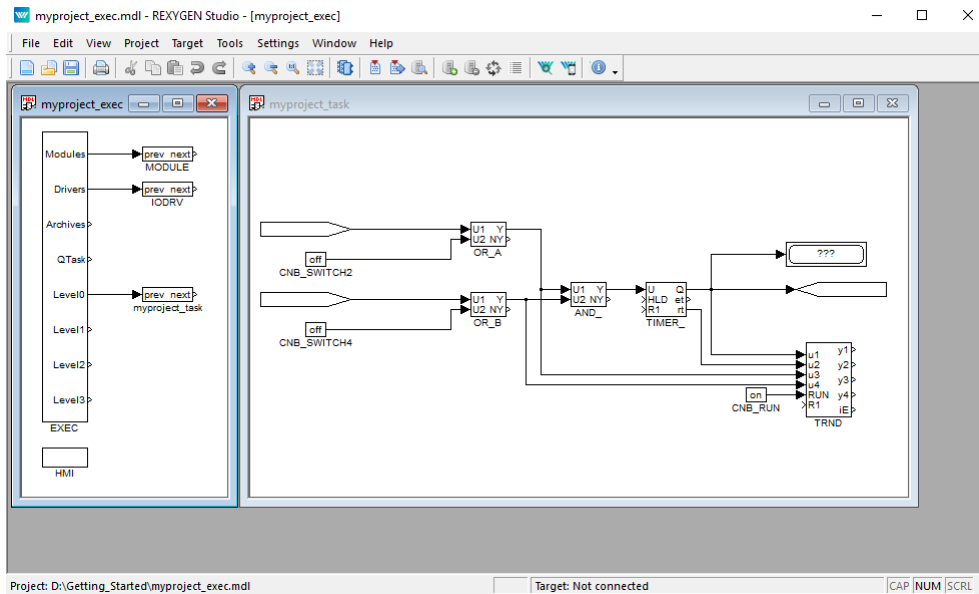 myproject_exec.mdl - REXYGEN Studio - [myproject_exec]
File Edit View Project Target Tools Settings Window Help
myproject_exec
Modules
prev next
MODULE
Drivers
prev next
IODRV
Archives
QTask
Level0
prev next
myproject_task
Level1
Level2
Level3
EXEC
HMI
myproject_task
U1 Y
U2 NY
OR_A
off
CNB_SWITCH2
???
U1 Y
U2 NY
OR_B
off
CNB_SWITCH4
U1 Y
U2 NY
AND_
U Q
HLD et
R1 rt
TIMER_
u1 y1
u2 y2
u3 y3
u4 y4
RUN
R1 iE
TRND
on
CNB_RUN
Project: D:\Getting_Started\myproject_exec.mdl
Target: Not connected
CAP NUM SCRL